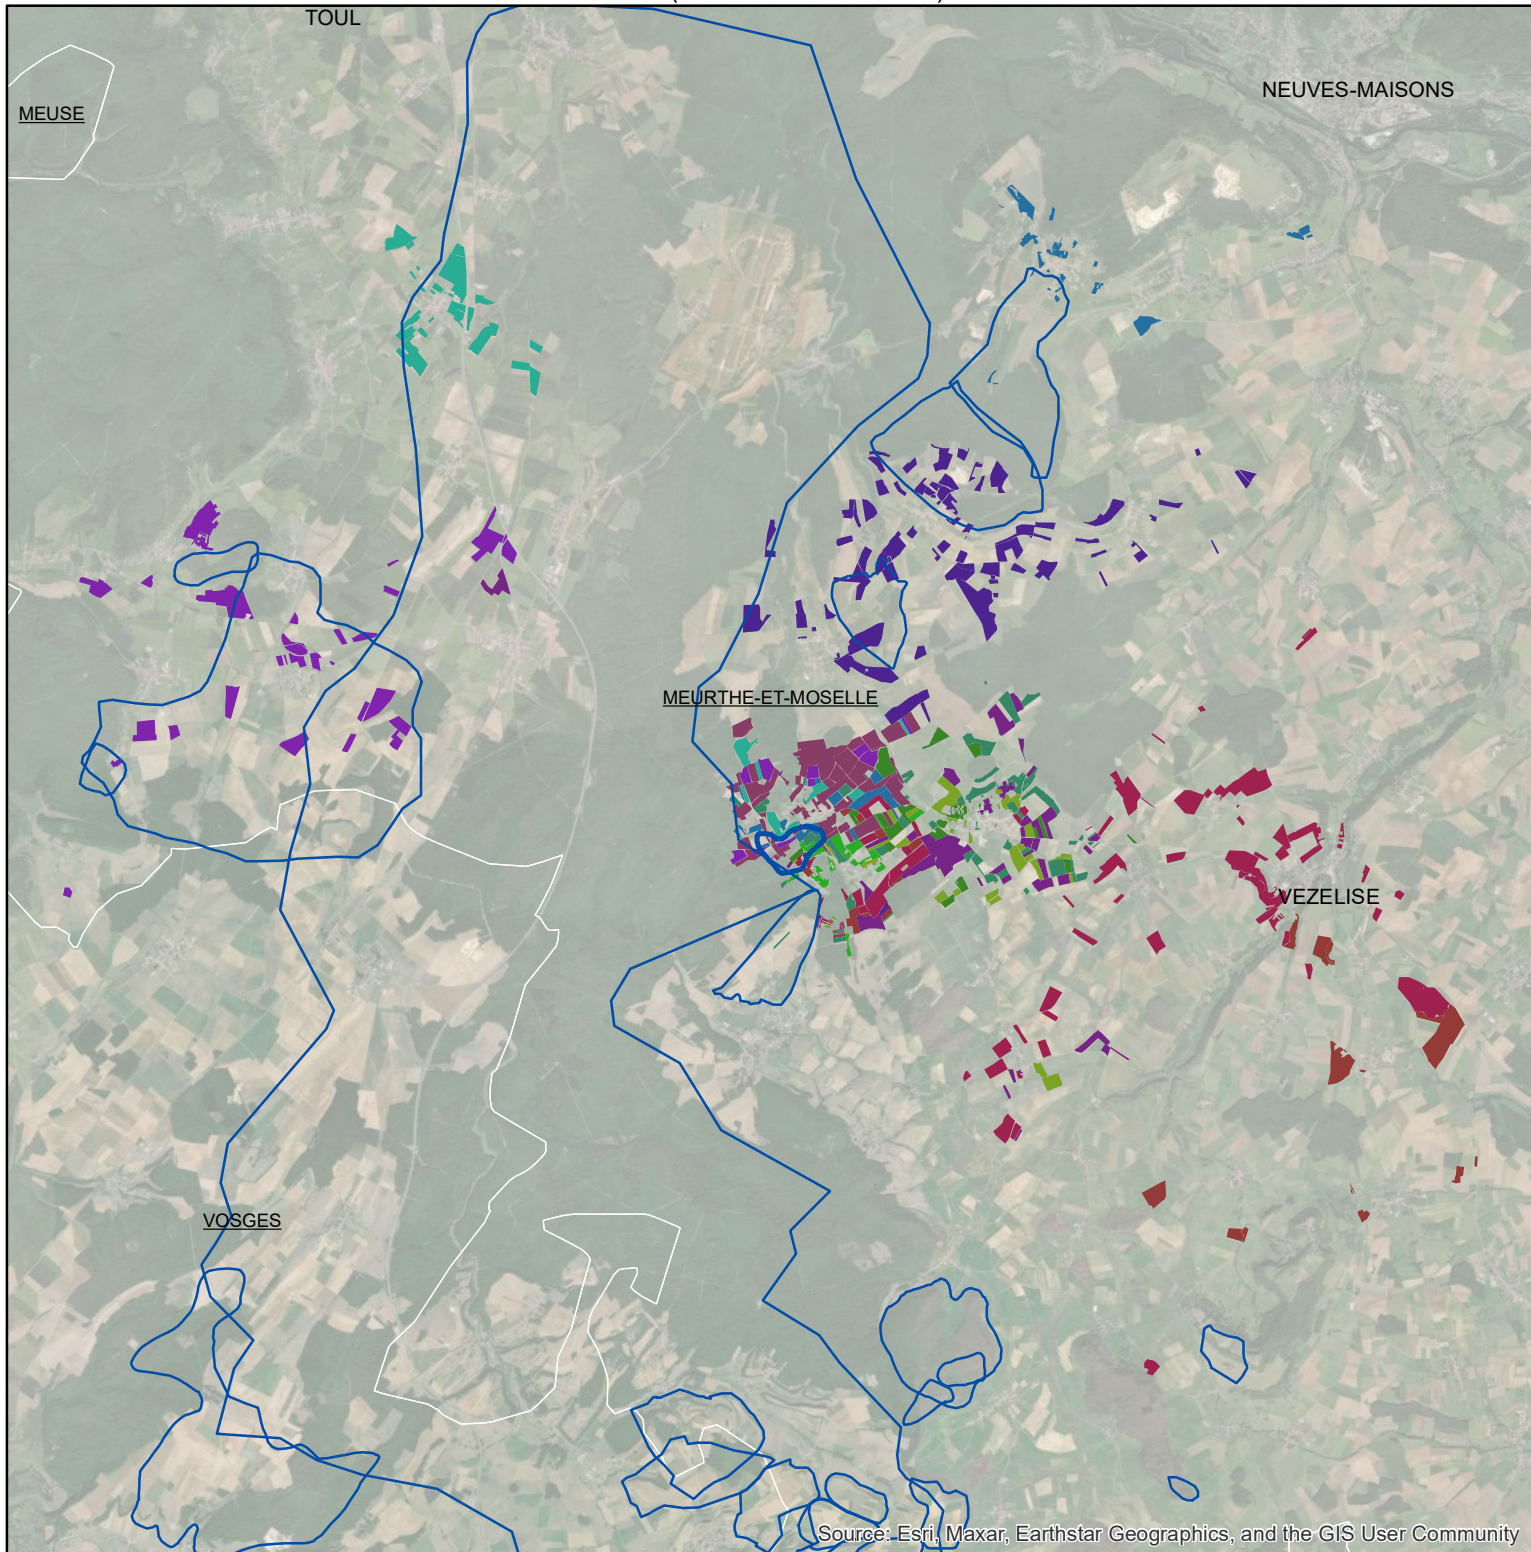 TOUL
NEUVES-MAISONS
MEUSE
MEURTHE-ET-MOSELLE
VEZELISE
VOSGES
Source: Esri, Maxar, Earthstar Geographics, and the GIS User Community